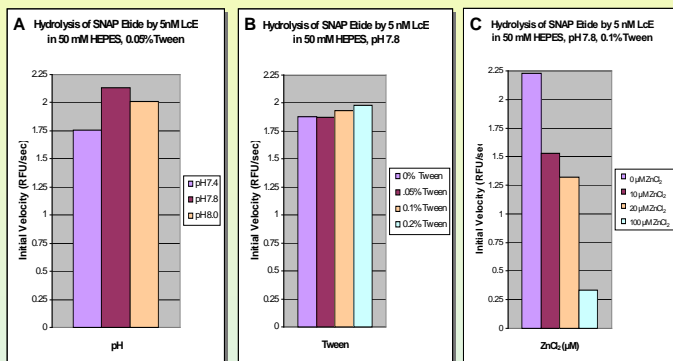 A
Hydrolysis of SNAP Etide by 5nM LcE
in 50 mM HEPES, 0.05% Tween
Initial Velocity (RFU/sec)
2.25
2
1.75
1.5
1.25
1
0.75
0.5
0.25
0
pH7.4
pH7.8
pH8.0
pH
B
Hydrolysis of SNAP Etide by 5 nM LcE
in 50 mM HEPES, pH 7.8
Initial Velocity (RFU/sec)
2.25
2
1.75
1.5
1.25
1
0.75
0.5
0.25
0
0% Tween
.05% Tween
0.1% Tween
0.2% Tween
Tween
C
Hydrolysis of SNAP Etide by 5 nM LcE
in 50 mM HEPES, pH 7.8, 0.1% Tween
Initial Velocity (RFU/sec
2.25
2
1.75
1.5
1.25
1
0.75
0.5
0.25
0
0 µM ZnCl₂
10 µM ZnCl₂
20 µM ZnCl₂
100 µM ZnCl₂
ZnCl₂ (µM)